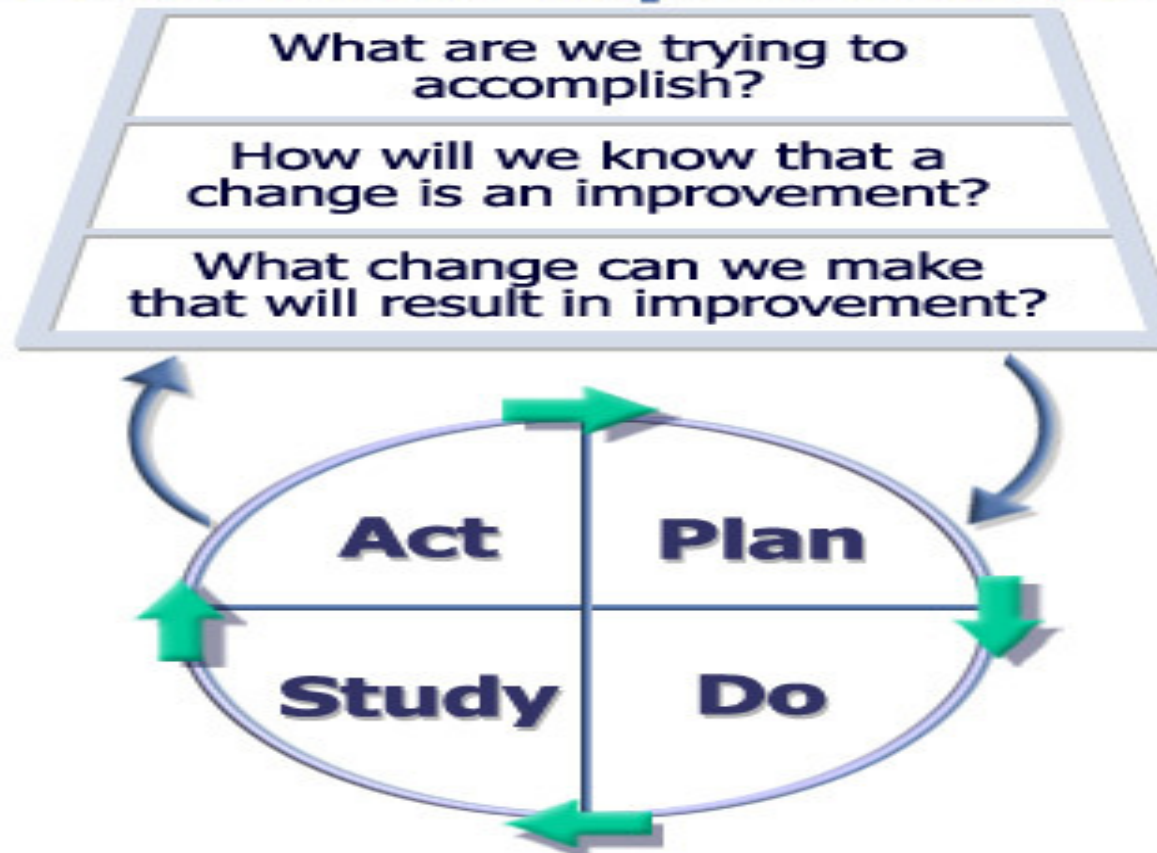 What are we trying to
accomplish?
How will we know that a
change is an improvement?
What change can we make
that will result in improvement?
Act
Plan
Study
Do